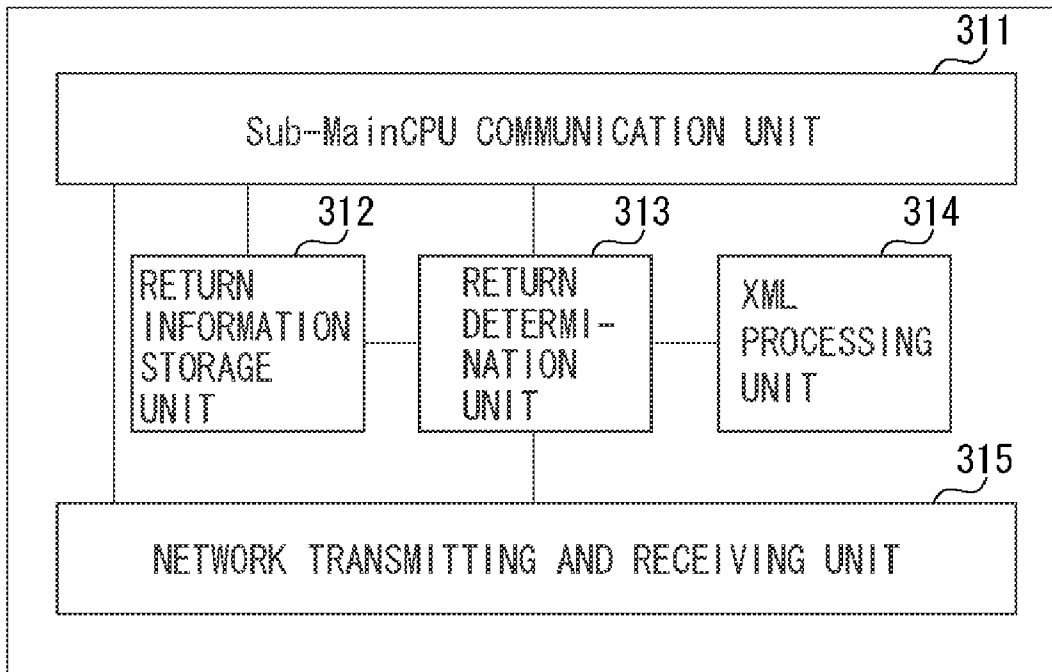 311
Sub-MainCPU COMMUNICATION UNIT
312
313
314
RETURN
INFORMATION
STORAGE
UNIT
RETURN
DETERMI-
NATION
UNIT
XML
PROCESSING
UNIT
315
NETWORK TRANSMITTING AND RECEIVING UNIT